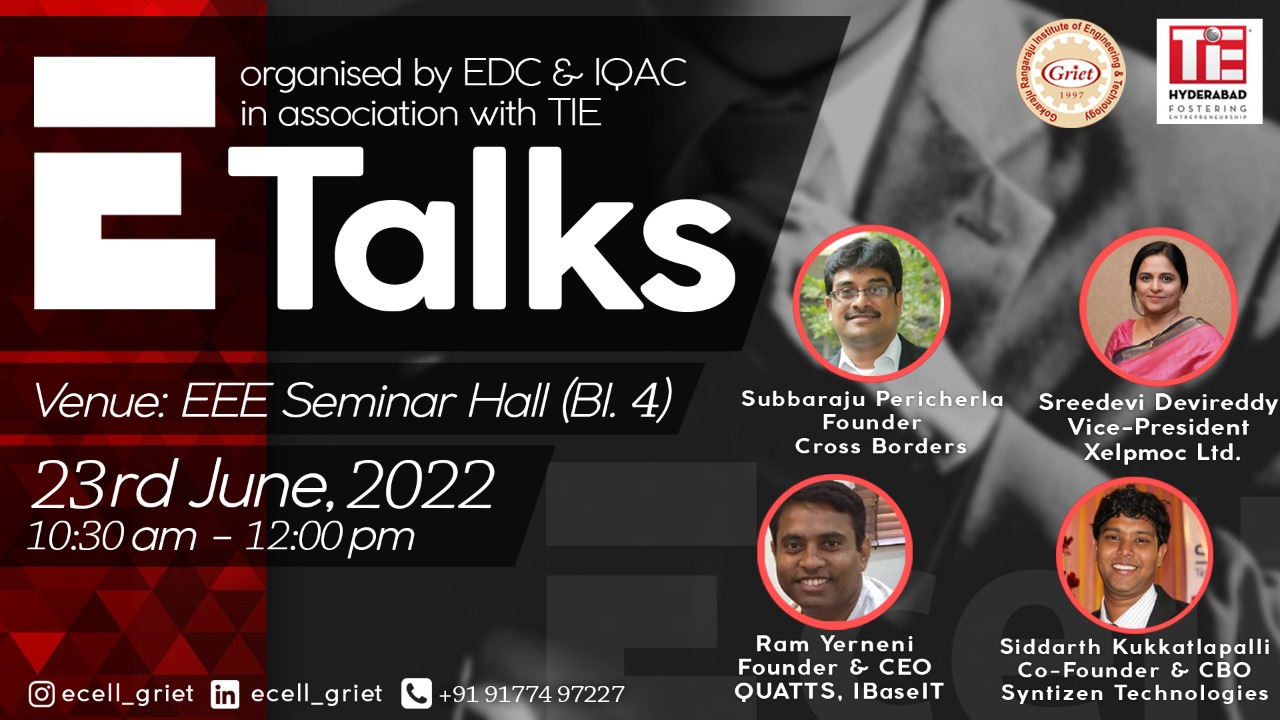 organised by EDC & IQAC
in association with TIE
E Talks
Venue: EEE Seminar Hall (Bl. 4)
23rd June, 2022
10:30 am - 12:00 pm
ecell_griet ecell_griet +91 91774 97227
Gokaraju Rangaraju Institute of Engineering & Technology
Griet
1997
TiE
HYDERABAD
FOSTERING
ENTREPRENEURSHIP
Subbaraju Pericherla
Founder
Cross Borders
Sreedevi Devireddy
Vice-President
Xelpmoc Ltd.
Ram Yerneni
Founder & CEO
QUATTS, IBaseIT
Siddarth Kukkatlapalli
Co-Founder & CBO
Syntizen Technologies
Ecell